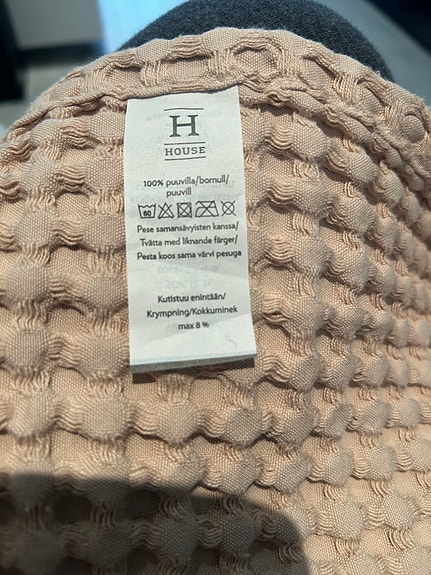 H
HOUSE
100% puuvilla/bomull/
puuvill
60
Pese samansävyisten kanssa/
Tvätta med liknande färger/
Pesta koos sama värvi pesuga
Kutistuu enintään/
Krympning/Kokkuminek
max 8 %